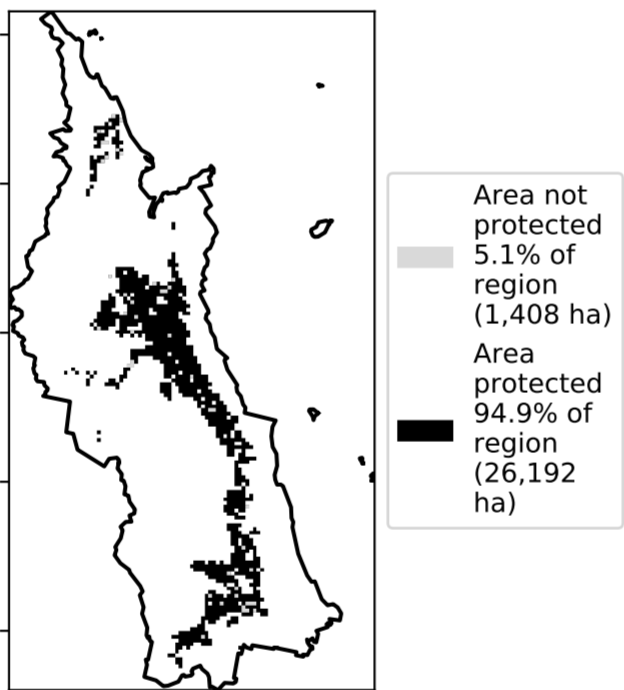 Area not
protected
5.1% of
region
(1,408 ha)
Area
protected
94.9% of
region
(26,192
ha)